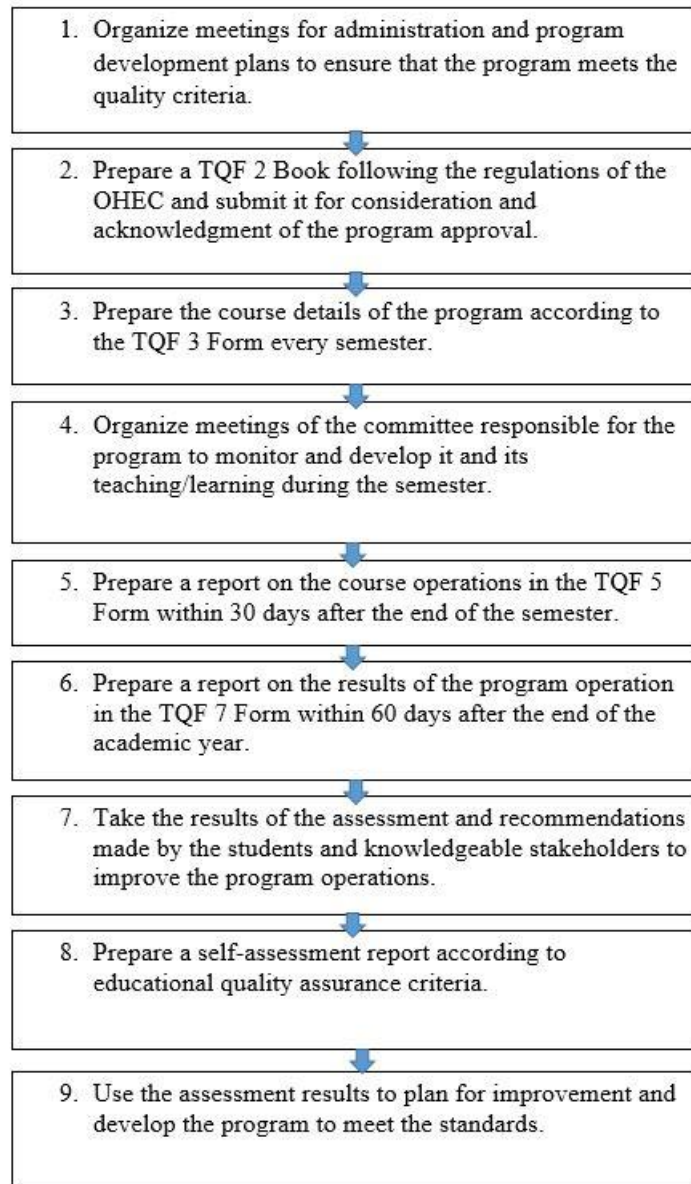 1. Organize meetings for administration and program
development plans to ensure that the program meets the
quality criteria.
2. Prepare a TQF 2 Book following the regulations of the
OHEC and submit it for consideration and
acknowledgment of the program approval.
3. Prepare the course details of the program according to
the TQF 3 Form every semester.
4. Organize meetings of the committee responsible for the
program to monitor and develop it and its
teaching/learning during the semester.
5. Prepare a report on the course operations in the TQF 5
Form within 30 days after the end of the semester.
6. Prepare a report on the results of the program operation
in the TQF 7 Form within 60 days after the end of the
academic year.
7. Take the results of the assessment and recommendations
made by the students and knowledgeable stakeholders to
improve the program operations.
8. Prepare a self-assessment report according to
educational quality assurance criteria.
9. Use the assessment results to plan for improvement and
develop the program to meet the standards.